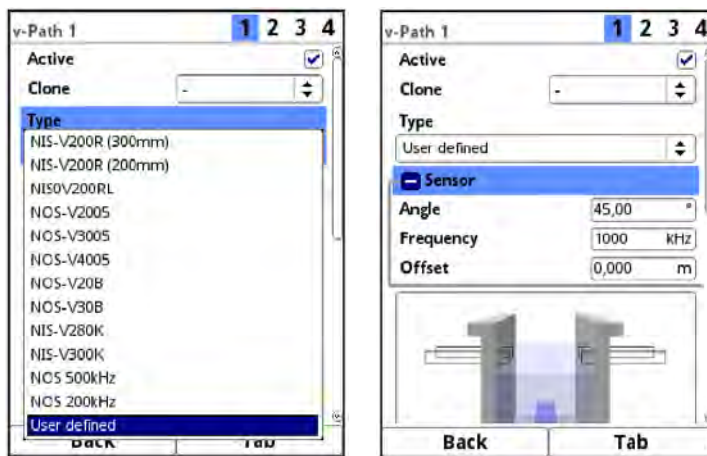 v-Path 1 1 2 3 4
Active
Clone -
Type
NIS-V200R (300mm)
NIS-V200R (200mm)
NIS0V200RL
NOS-V2005
NOS-V3005
NOS-V4005
NOS-V20B
NOS-V30B
NIS-V280K
NIS-V300K
NOS 500kHz
NOS 200kHz
User defined
Back Tab
v-Path 1 1 2 3 4
Active
Clone -
Type
User defined
Sensor
Angle 45,00 °
Frequency 1000 kHz
Offset 0,000 m
Back Tab